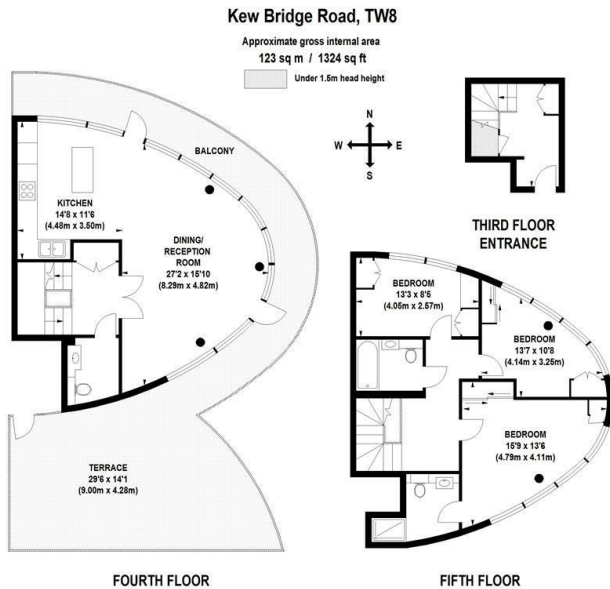 Kew Bridge Road, TW8
Approximate gross internal area
123 sq m / 1324 sq ft
Under 1.5m head height
N
W
E
S
BALCONY
KITCHEN
14'8 x 11'6
(4.48m x 3.50m)
DINING/
RECEPTION
ROOM
27'2 x 15'10
(8.29m x 4.82m)
TERRACE
29'6 x 14'1
(9.00m x 4.28m)
FOURTH FLOOR
THIRD FLOOR
ENTRANCE
BEDROOM
13'3 x 8'5
(4.05m x 2.57m)
BEDROOM
13'7 x 10'8
(4.14m x 3.25m)
BEDROOM
15'9 x 13'6
(4.79m x 4.11m)
FIFTH FLOOR